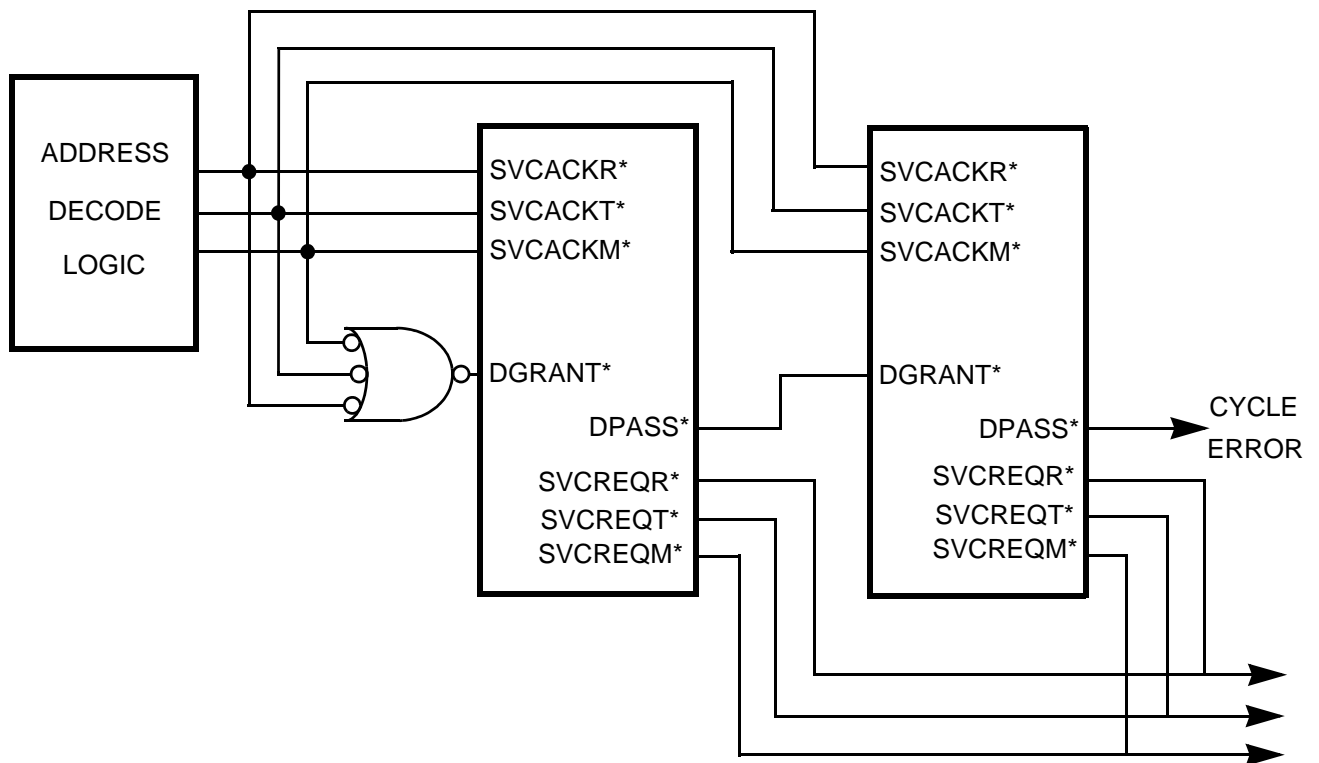 ADDRESS
DECODE
LOGIC
SVCACKR*
SVCACKT*
SVCACKM*
DGRANT*
DPASS*
SVCREQR*
SVCREQT*
SVCREQM*
SVCACKR*
SVCACKT*
SVCACKM*
DGRANT*
DPASS*
SVCREQR*
SVCREQT*
SVCREQM*
CYCLE
ERROR